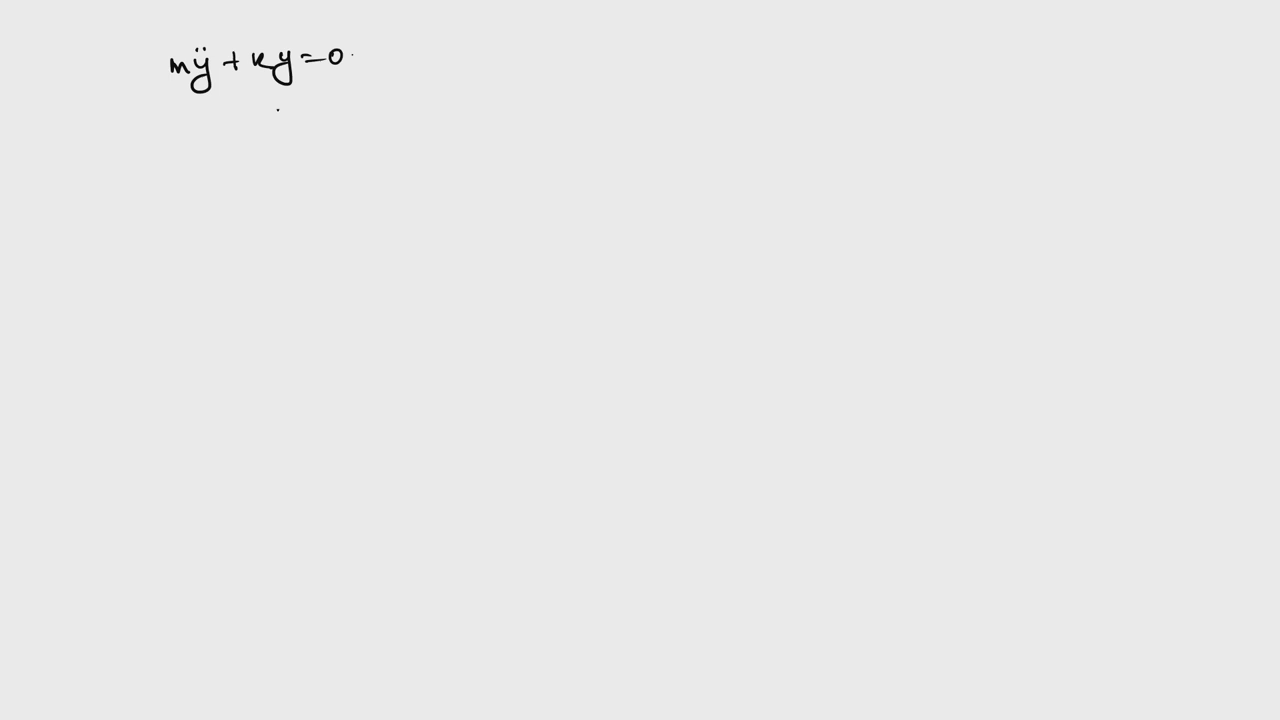 mÿ + ky = 0